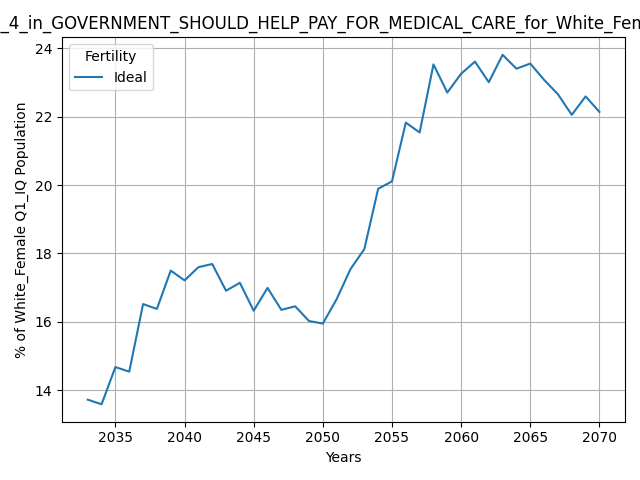 _4_in_GOVERNMENT_SHOULD_HELP_PAY_FOR_MEDICAL_CARE_for_White_Fem
Fertility
Ideal
% of White_Female Q1_IQ Population
24
22
20
18
16
14
2035 2040 2045 2050 2055 2060 2065 2070
Years